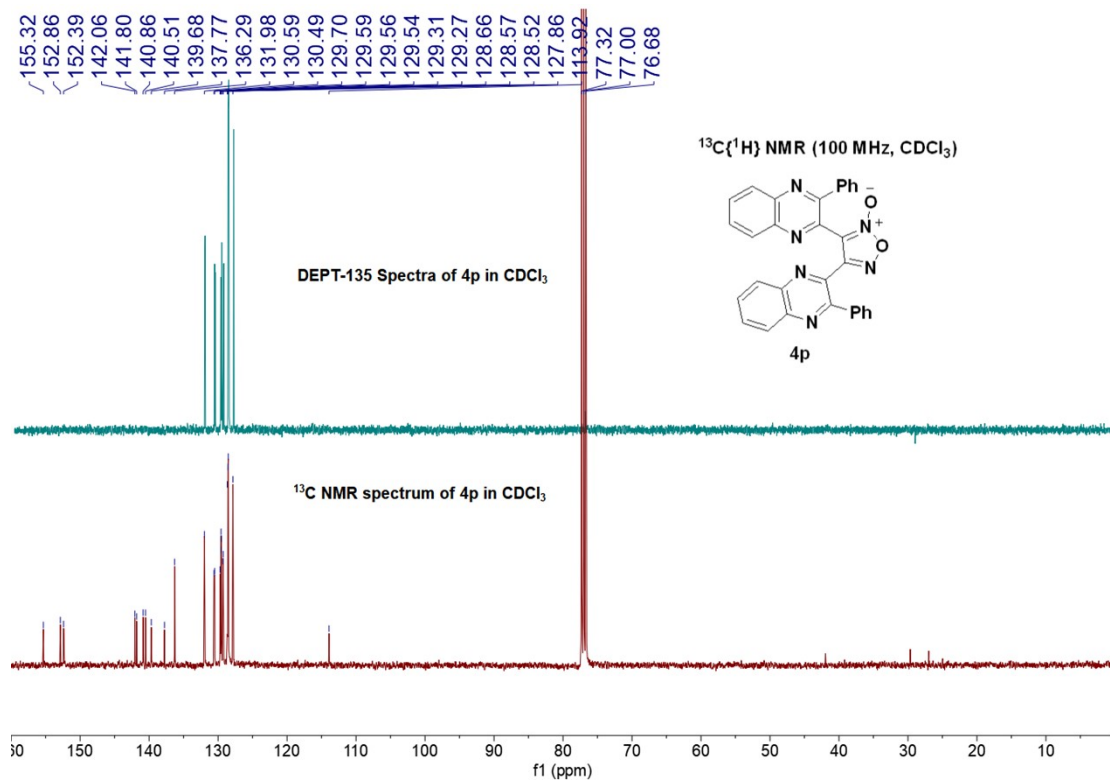 155.32
152.86
152.39
142.06
141.80
140.86
140.51
139.68
137.77
136.29
131.98
130.59
130.49
129.70
129.59
129.56
129.54
129.31
129.27
128.66
128.57
128.52
127.86
113.92
77.32
77.00
76.68
¹³C{¹H} NMR (100 MHz, CDCl₃)
N Ph O⁻
N N⁺ O
N N
N Ph
4p
DEPT-135 Spectra of 4p in CDCl₃
¹³C NMR spectrum of 4p in CDCl₃
60 150 140 130 120 110 100 90 80 70 60 50 40 30 20 10
f1 (ppm)